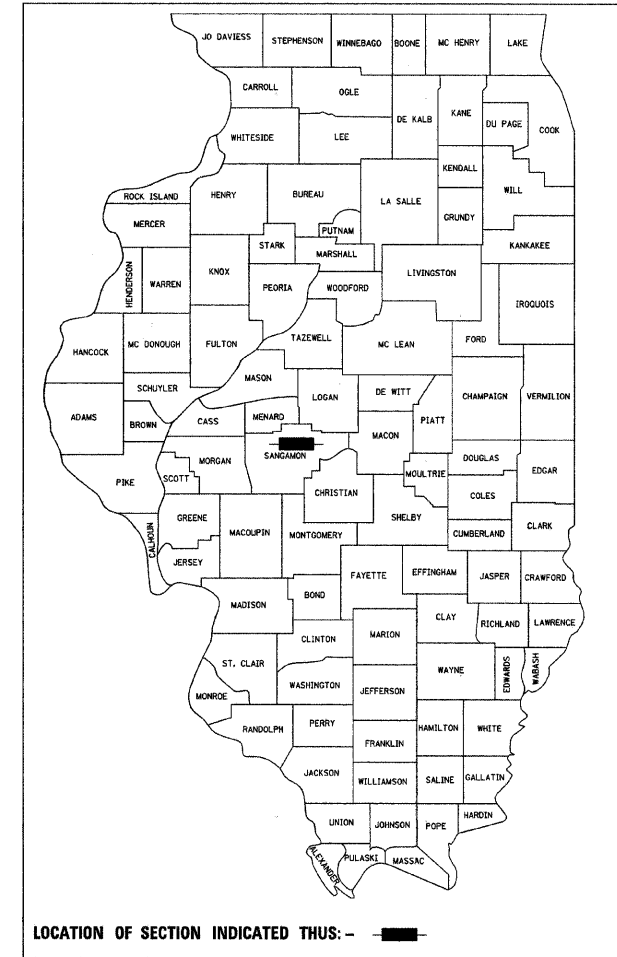 JO DAVIESS STEPHENSON WINNEBAGO BOONE MC HENRY LAKE
CARROLL OGLE DE KALB KANE DU PAGE COOK
WHITESIDE LEE
KENDALL WILL
ROCK ISLAND HENRY BUREAU LA SALLE GRUNDY
MERCER PUTNAM
STARK KANKAKEE
HENDERSON WARREN KNOX MARSHALL LIVINGSTON
PEORIA WOODFORD IROQUOIS
HANCOCK MC DONOUGH FULTON TAZEWELL MC LEAN FORD
MASON
SCHUYLER LOGAN DE WITT CHAMPAIGN VERMILION
ADAMS BROWN CASS MENARD MACON PIATT
SANGAMON
PIKE SCOTT MORGAN CHRISTIAN MOULTRIE DOUGLAS EDGAR
COLES
GREENE MACOUPIN MONTGOMERY SHELBY CUMBERLAND CLARK
CALHOUN JERSEY FAYETTE EFFINGHAM JASPER CRAWFORD
MADISON BOND
CLINTON MARION CLAY RICHLAND LAWRENCE
ST. CLAIR WAYNE EDWARDS WABASH
MONROE WASHINGTON JEFFERSON
RANDOLPH PERRY HAMILTON WHITE
FRANKLIN
JACKSON WILLIAMSON SALINE GALLATIN
UNION JOHNSON POPE HARDIN
ALEXANDER PULASKI MASSAC
LOCATION OF SECTION INDICATED THUS: –